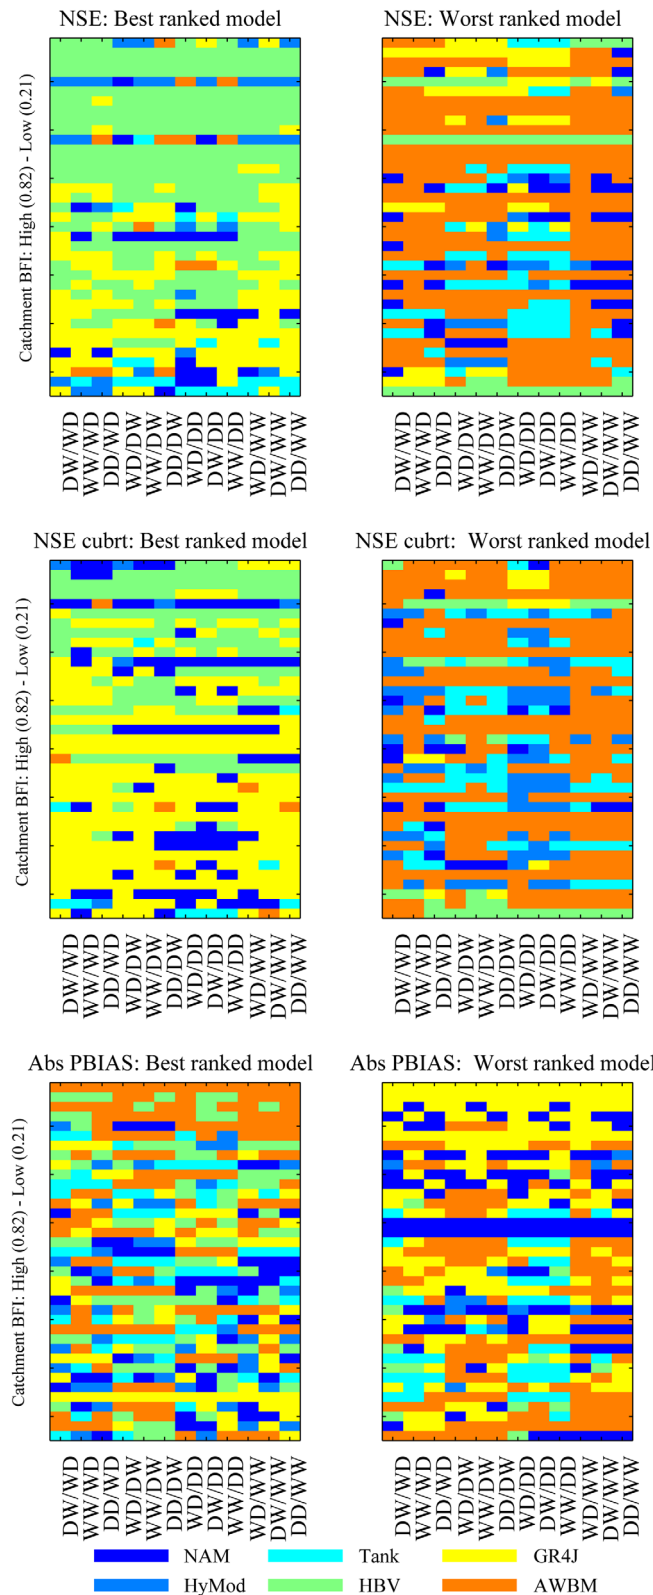 NSE: Best ranked model
NSE: Worst ranked model
Catchment BFI: High (0.82) - Low (0.21)
DW/WD
WW/WD
DD/WD
WD/DW
WW/DW
DD/DW
WD/DD
DW/DD
WW/DD
WD/WW
DW/WW
DD/WW
DW/WD
WW/WD
DD/WD
WD/DW
WW/DW
DD/DW
WD/DD
DW/DD
WW/DD
WD/WW
DW/WW
DD/WW
NSE cubrt: Best ranked model
NSE cubrt: Worst ranked model
Catchment BFI: High (0.82) - Low (0.21)
DW/WD
WW/WD
DD/WD
WD/DW
WW/DW
DD/DW
WD/DD
DW/DD
WW/DD
WD/WW
DW/WW
DD/WW
DW/WD
WW/WD
DD/WD
WD/DW
WW/DW
DD/DW
WD/DD
DW/DD
WW/DD
WD/WW
DW/WW
DD/WW
Abs PBIAS: Best ranked model
Abs PBIAS: Worst ranked model
Catchment BFI: High (0.82) - Low (0.21)
DW/WD
WW/WD
DD/WD
WD/DW
WW/DW
DD/DW
WD/DD
DW/DD
WW/DD
WD/WW
DW/WW
DD/WW
DW/WD
WW/WD
DD/WD
WD/DW
WW/DW
DD/DW
WD/DD
DW/DD
WW/DD
WD/WW
DW/WW
DD/WW
NAM Tank GR4J
HyMod HBV AWBM